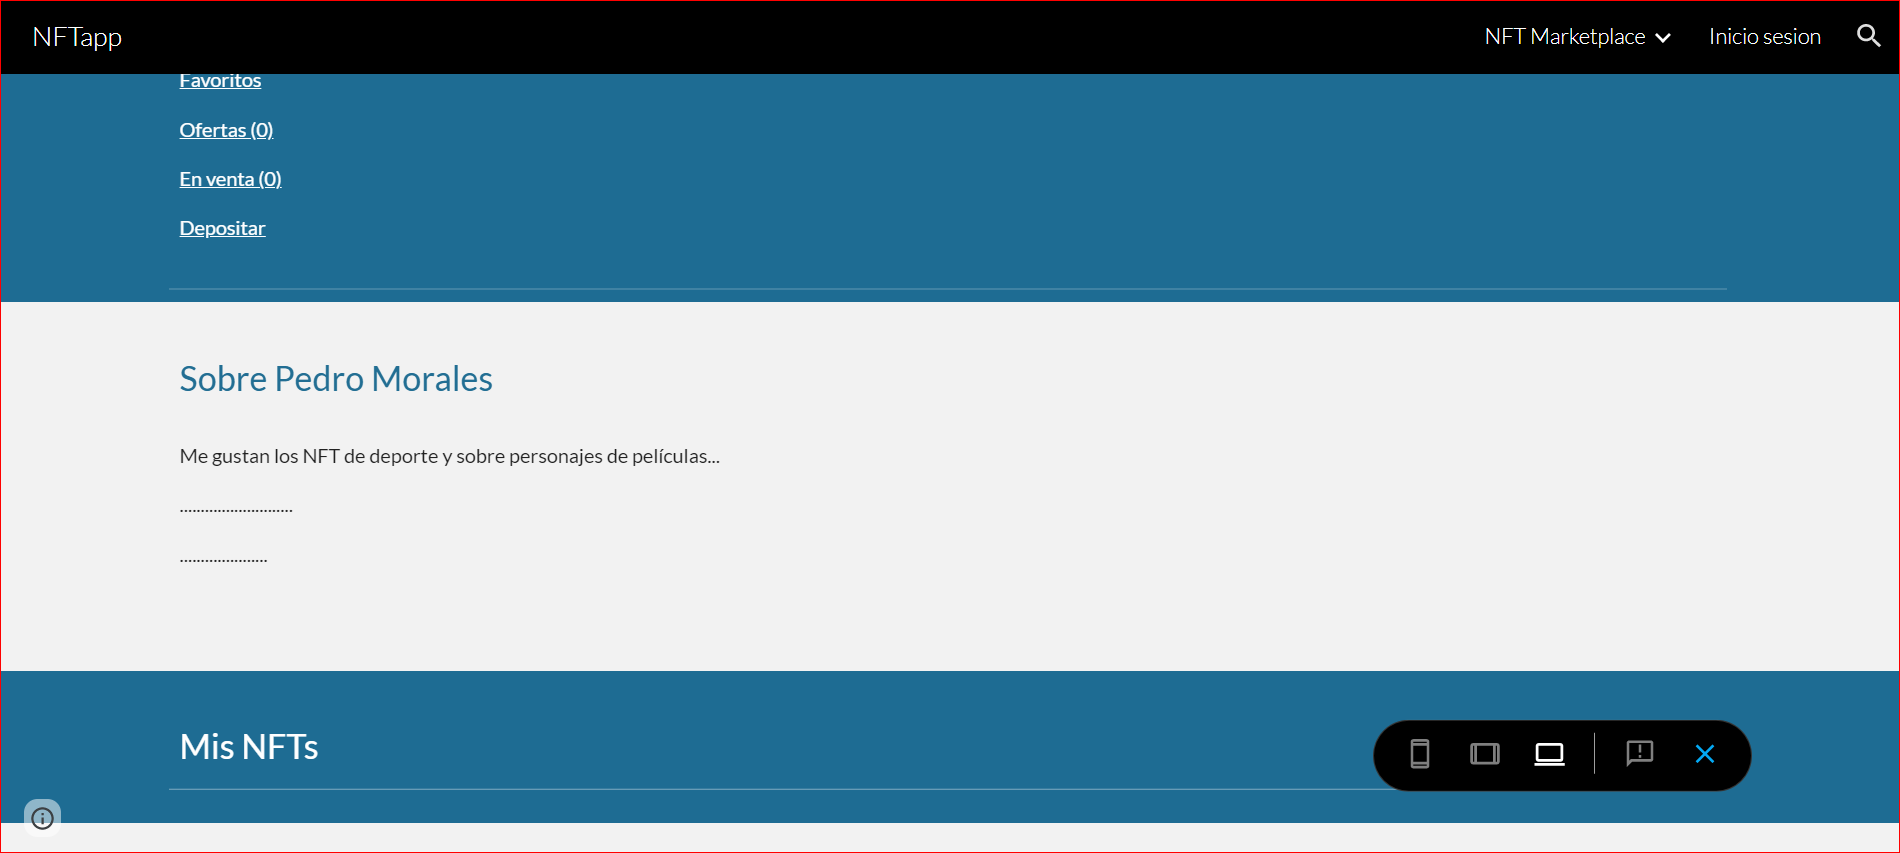 NFTapp
NFT Marketplace
Inicio sesion
Favoritos
Ofertas (0)
En venta (0)
Depositar
Sobre Pedro Morales
Me gustan los NFT de deporte y sobre personajes de películas...
...........................
.....................
Mis NFTs